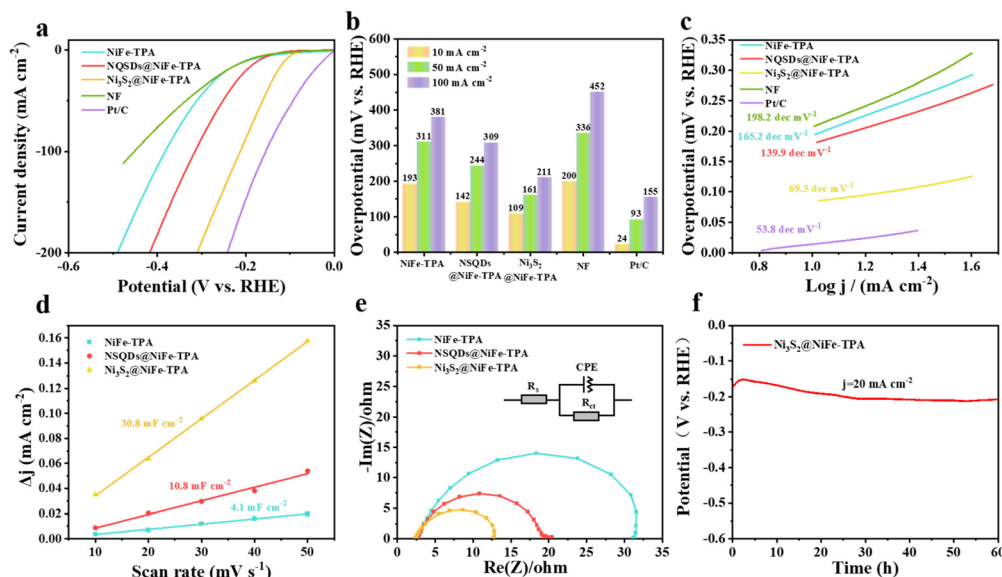 a
NiFe-TPA
NQSDs@NiFe-TPA
Ni₃S₂@NiFe-TPA
NF
Pt/C
Current density (mA cm⁻²)
0
-100
-200
-0.6
-0.4
-0.2
0.0
Potential (V vs. RHE)
b
10 mA cm⁻²
50 mA cm⁻²
100 mA cm⁻²
Overpotential (mV vs. RHE)
600
500
400
300
200
100
0
193
311
381
142
244
309
109
161
211
200
336
452
24
93
155
NiFe-TPA
NSQDs
@NiFe-TPA
Ni₃S₂
@NiFe-TPA
NF
Pt/C
c
NiFe-TPA
NQSDs@NiFe-TPA
Ni₃S₂@NiFe-TPA
NF
Pt/C
Overpotential (mV vs. RHE)
0.35
0.30
0.25
0.20
0.15
0.10
0.05
0.00
198.2 dec mV⁻¹
165.2 dec mV⁻¹
139.9 dec mV⁻¹
69.3 dec mV⁻¹
53.8 dec mV⁻¹
0.8
1.0
1.2
1.4
1.6
Log j / (mA cm⁻²)
d
NiFe-TPA
NSQDs@NiFe-TPA
Ni₃S₂@NiFe-TPA
Δj (mA cm⁻²)
0.16
0.12
0.08
0.06
0.04
0.02
0.00
30.8 mF cm⁻²
10.8 mF cm⁻²
4.1 mF cm⁻²
10
20
30
40
50
Scan rate (mV s⁻¹)
e
NiFe-TPA
NSQDs@NiFe-TPA
Ni₃S₂@NiFe-TPA
CPE
Rs
Rct
-Im(Z)/ohm
35
30
25
20
15
10
5
0
0
5
10
15
20
25
30
35
Re(Z)/ohm
f
Ni₃S₂@NiFe-TPA
j=20 mA cm⁻²
Potential（V vs. RHE)
-0.0
-0.1
-0.2
-0.3
-0.4
-0.5
-0.6
0
10
20
30
40
50
60
Time (h)